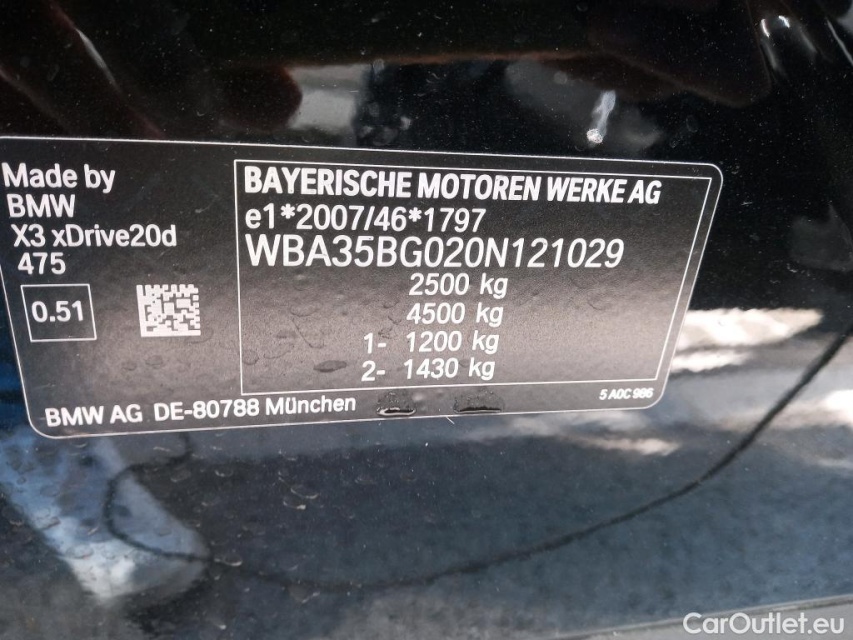 Made by
BMW
X3 xDrive20d
475
0.51
BAYERISCHE MOTOREN WERKE AG
e1*2007/46*1797
WBA35BG020N121029
2500 kg
4500 kg
1- 1200 kg
2- 1430 kg
BMW AG DE-80788 München
5 A0C 986
CarOutlet.eu